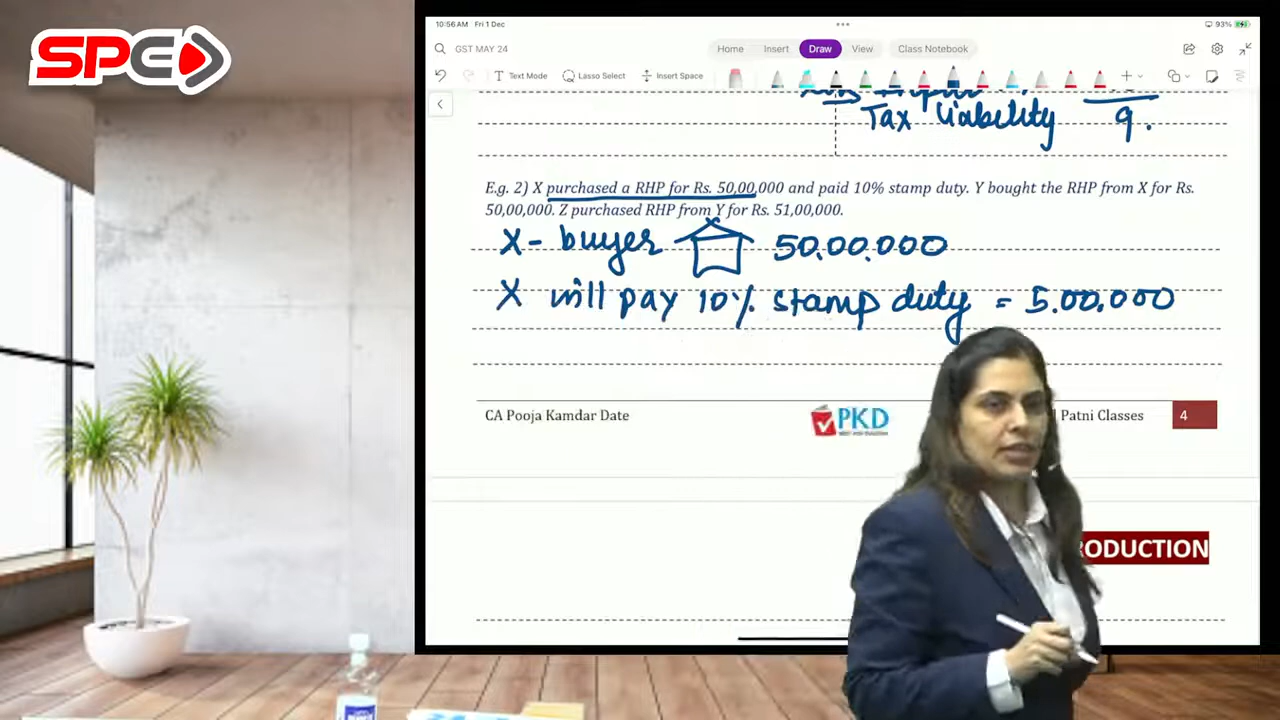 SPED
10:56 AM Fri 1 Dec
93%
GST MAY 24
Home Insert Draw View Class Notebook
Text Mode Lasso Select Insert Space
Tax Liability 9.
E.g. 2) X purchased a RHP for Rs. 50,00,000 and paid 10% stamp duty. Y bought the RHP from X for Rs.
50,00,000. Z purchased RHP from Y for Rs. 51,00,000.
X - buyer 50,00,000
X will pay 10% stamp duty = 5,00,000
CA Pooja Kamdar Date PKD Patni Classes 4
RODUCTION